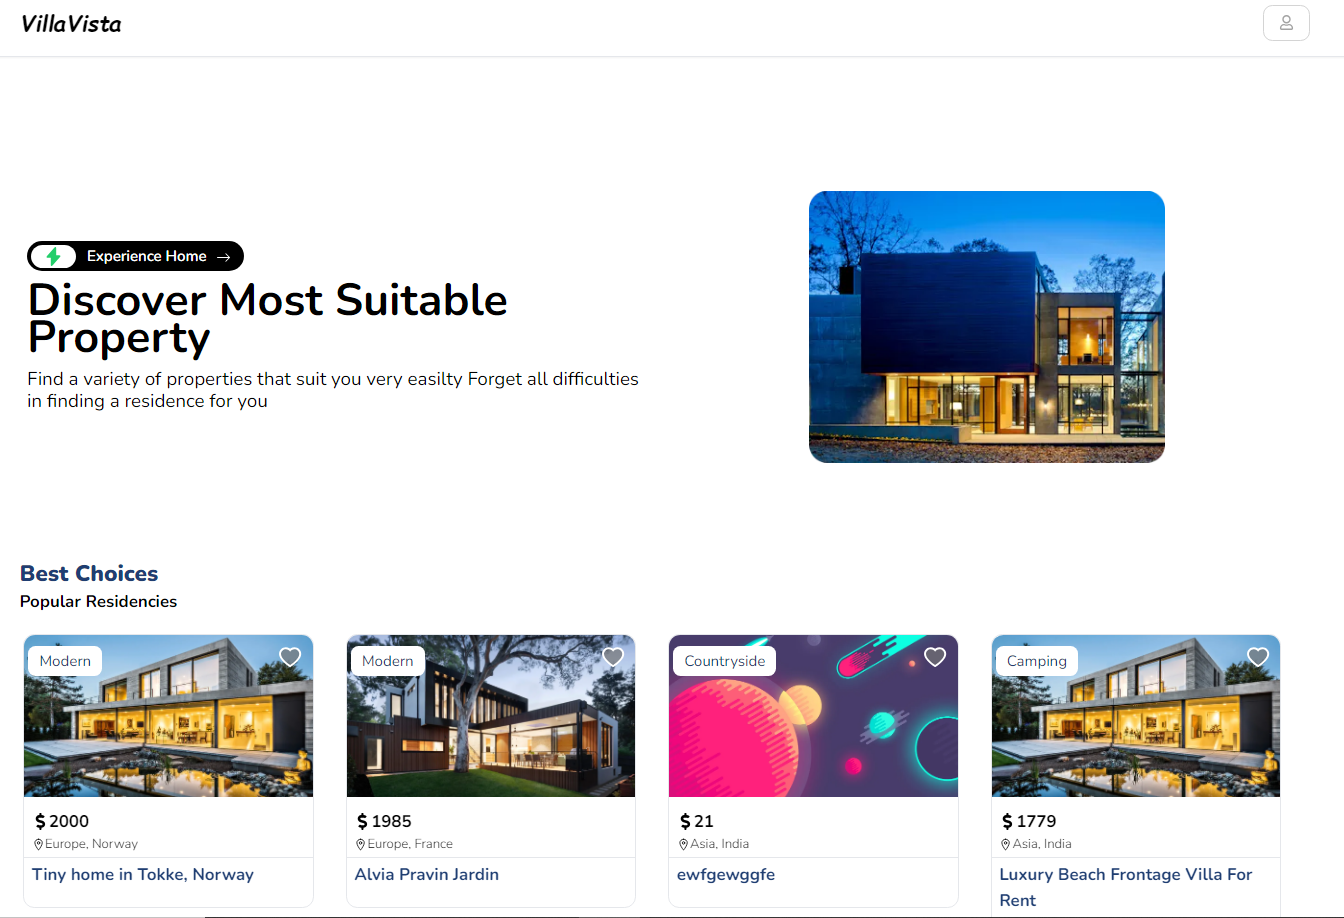 VillaVista
Experience Home →
Discover Most Suitable
Property
Find a variety of properties that suit you very easilty Forget all difficulties
in finding a residence for you
Best Choices
Popular Residencies
Modern
$ 2000
Europe, Norway
Tiny home in Tokke, Norway
Modern
$ 1985
Europe, France
Alvia Pravin Jardin
Countryside
$ 21
Asia, India
ewfgewggfe
Camping
$ 1779
Asia, India
Luxury Beach Frontage Villa For
Rent